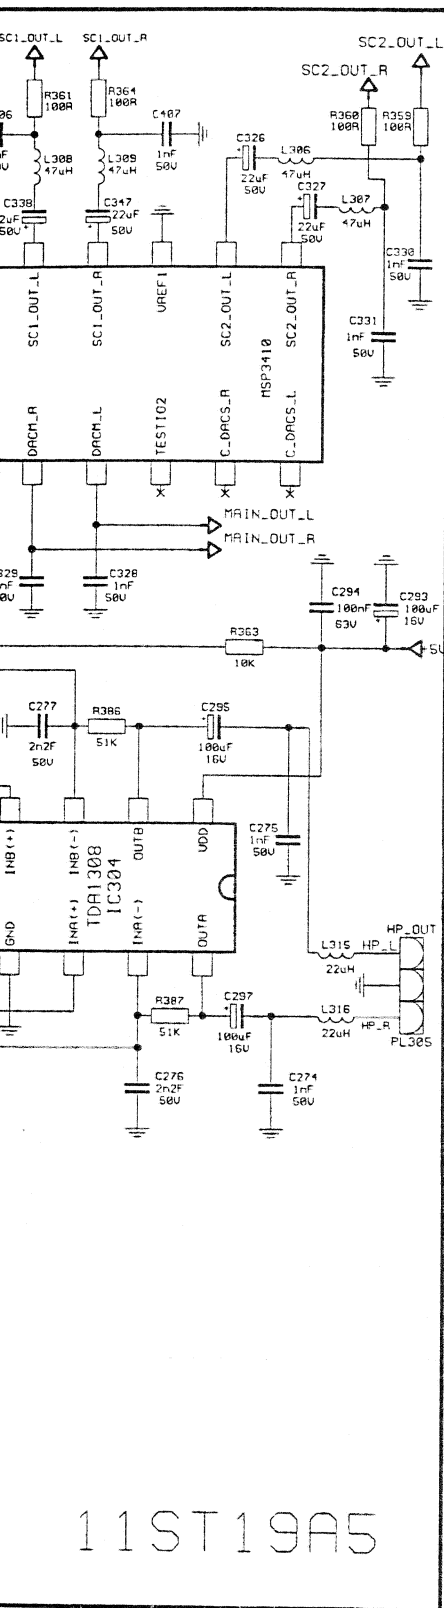 SC1_OUT_L SC1_OUT_R
SC2_OUT_L
SC2_OUT_R
R361
100R
R364
100R
R360
100R
R359
100R
C407
1nF
50V
C326
22uF
50V
L306
47uH
L308
47uH
L309
47uH
C327
22uF
50V
L307
47uH
C338
50V
C347
22uF
50V
C330
1nF
50V
C331
1nF
50V
SC1_OUT_L
SC1_OUT_R
VREF1
SC2_OUT_L
SC2_OUT_R
MSP3410
DACM_R
DACM_L
TESTIO2
C_DACS_R
C_DACS_L
MAIN_OUT_L
MAIN_OUT_R
C328
1nF
50V
C294
100nF
63V
C293
100uF
16V
R363
10K
C277
2n2F
50V
R386
51K
C295
100uF
16V
C275
1nF
50V
INB(+)
INB(-)
OUTB
VDD
TDA1308
IC304
GND
INA(+)
INA(-)
OUTA
HP_OUT
L315
22uH
HP_L
L316
22uH
HP_R
PL305
R387
51K
C297
100uF
16V
C276
2n2F
50V
C274
1nF
50V
11ST19A5